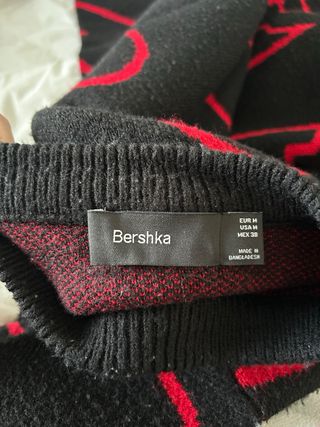 Bershka
EUR M
USA M
MEX 38
MADE IN
BANGLADESH